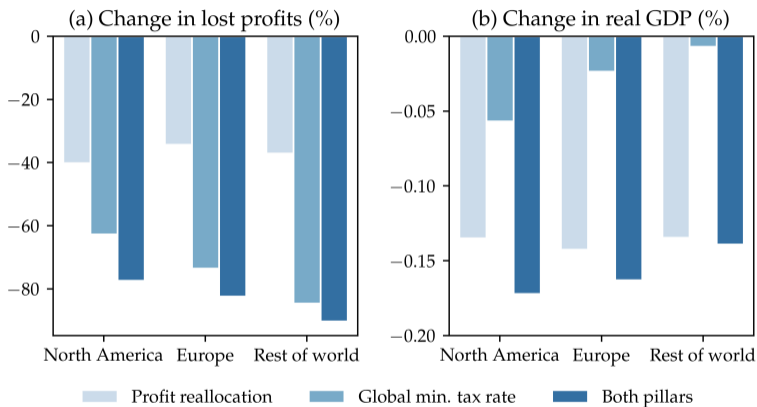 (a) Change in lost profits (%)
0
−20
−40
−60
−80
North America Europe Rest of world
(b) Change in real GDP (%)
0.00
−0.05
−0.10
−0.15
−0.20
North America Europe Rest of world
Profit reallocation Global min. tax rate Both pillars